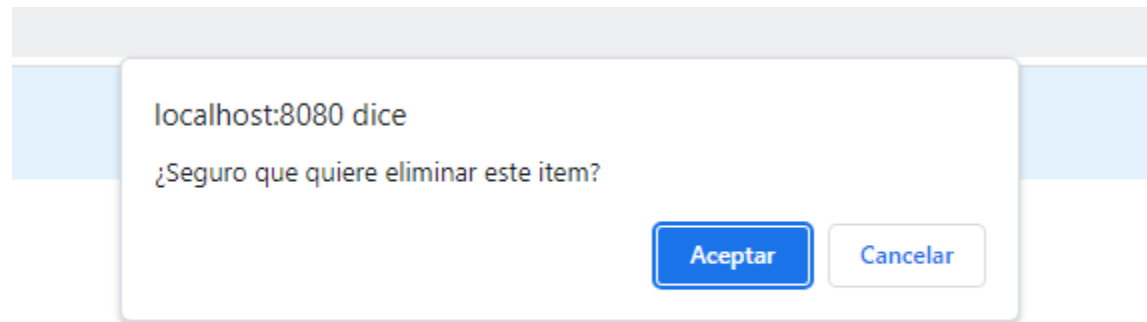 localhost:8080 dice
¿Seguro que quiere eliminar este item?
Aceptar Cancelar